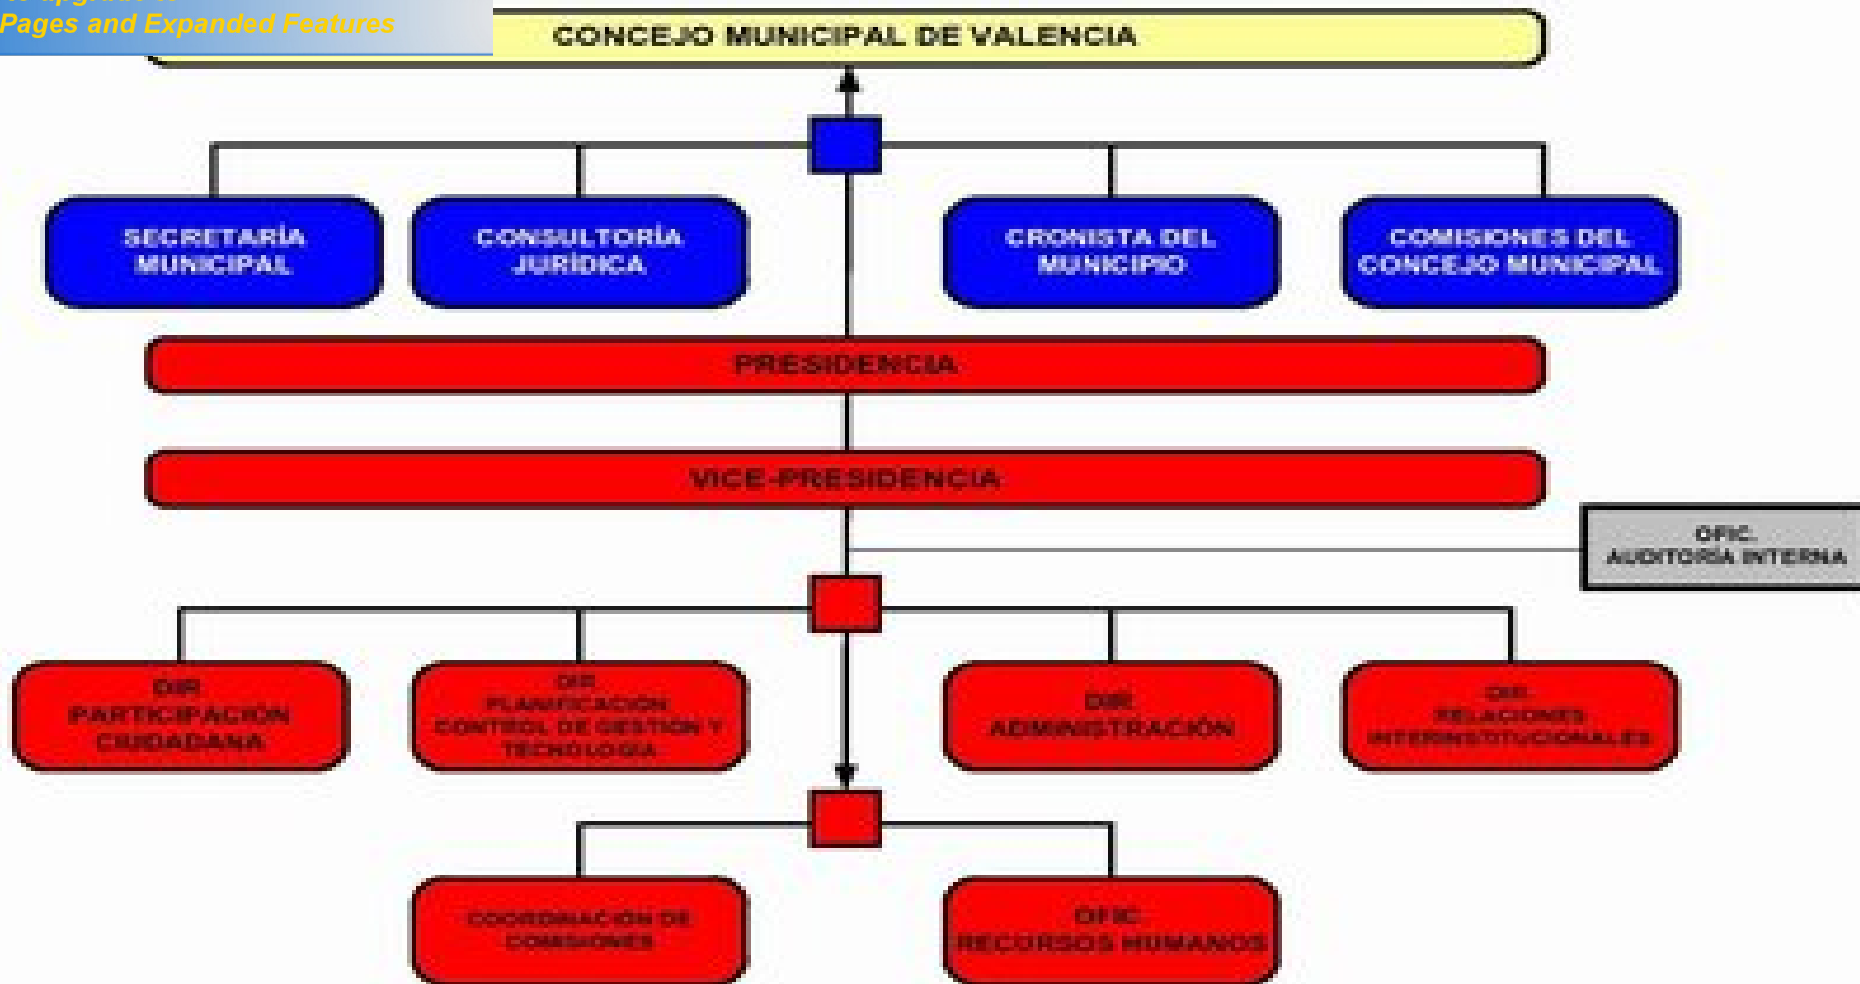 Pages and Expanded Features
CONCEJO MUNICIPAL DE VALENCIA
SECRETARÍA
MUNICIPAL
CONSULTORÍA
JURÍDICA
CRONISTA DEL
MUNICIPIO
COMISIONES DEL
CONCEJO MUNICIPAL
PRESIDENCIA
VICE-PRESIDENCIA
OFIC.
AUDITORÍA INTERNA
DIR
PARTICIPACIÓN
CIUDADANA
DIR
PLANIFICACIÓN
CONTROL DE GESTIÓN Y
TECNOLOGÍA
DIR
ADMINISTRACIÓN
DIR.
RELACIONES
INTERINSTITUCIONALES
COORDINACIÓN DE
COMISIONES
OFIC.
RECURSOS HUMANOS